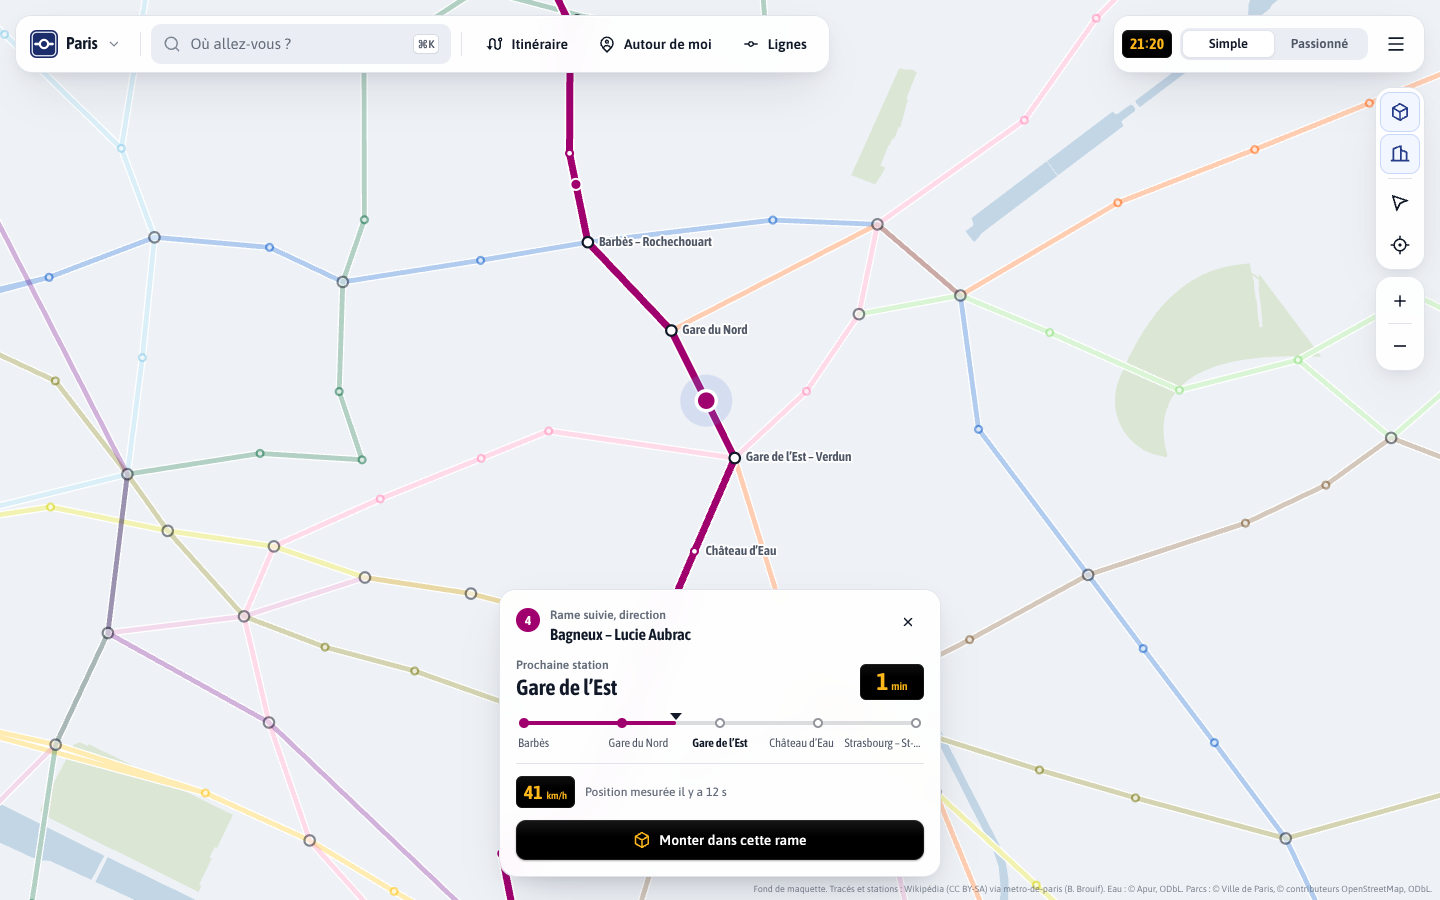 Paris
Où allez-vous ?
⌘K
Itinéraire
Autour de moi
Lignes
21:20
Simple
Passionné
Barbès – Rochechouart
Gare du Nord
Gare de l’Est – Verdun
Château d’Eau
4
Rame suivie, direction
Bagneux – Lucie Aubrac
Prochaine station
Gare de l’Est
1 min
Barbès
Gare du Nord
Gare de l’Est
Château d’Eau
Strasbourg – St-…
41 km/h
Position mesurée il y a 12 s
Monter dans cette rame
Fond de maquette. Tracés et stations : Wikipédia (CC BY-SA) via metro-de-paris (B. Brouif). Eau : © Apur, ODbL. Parcs : © Ville de Paris, © contributeurs OpenStreetMap, ODbL.